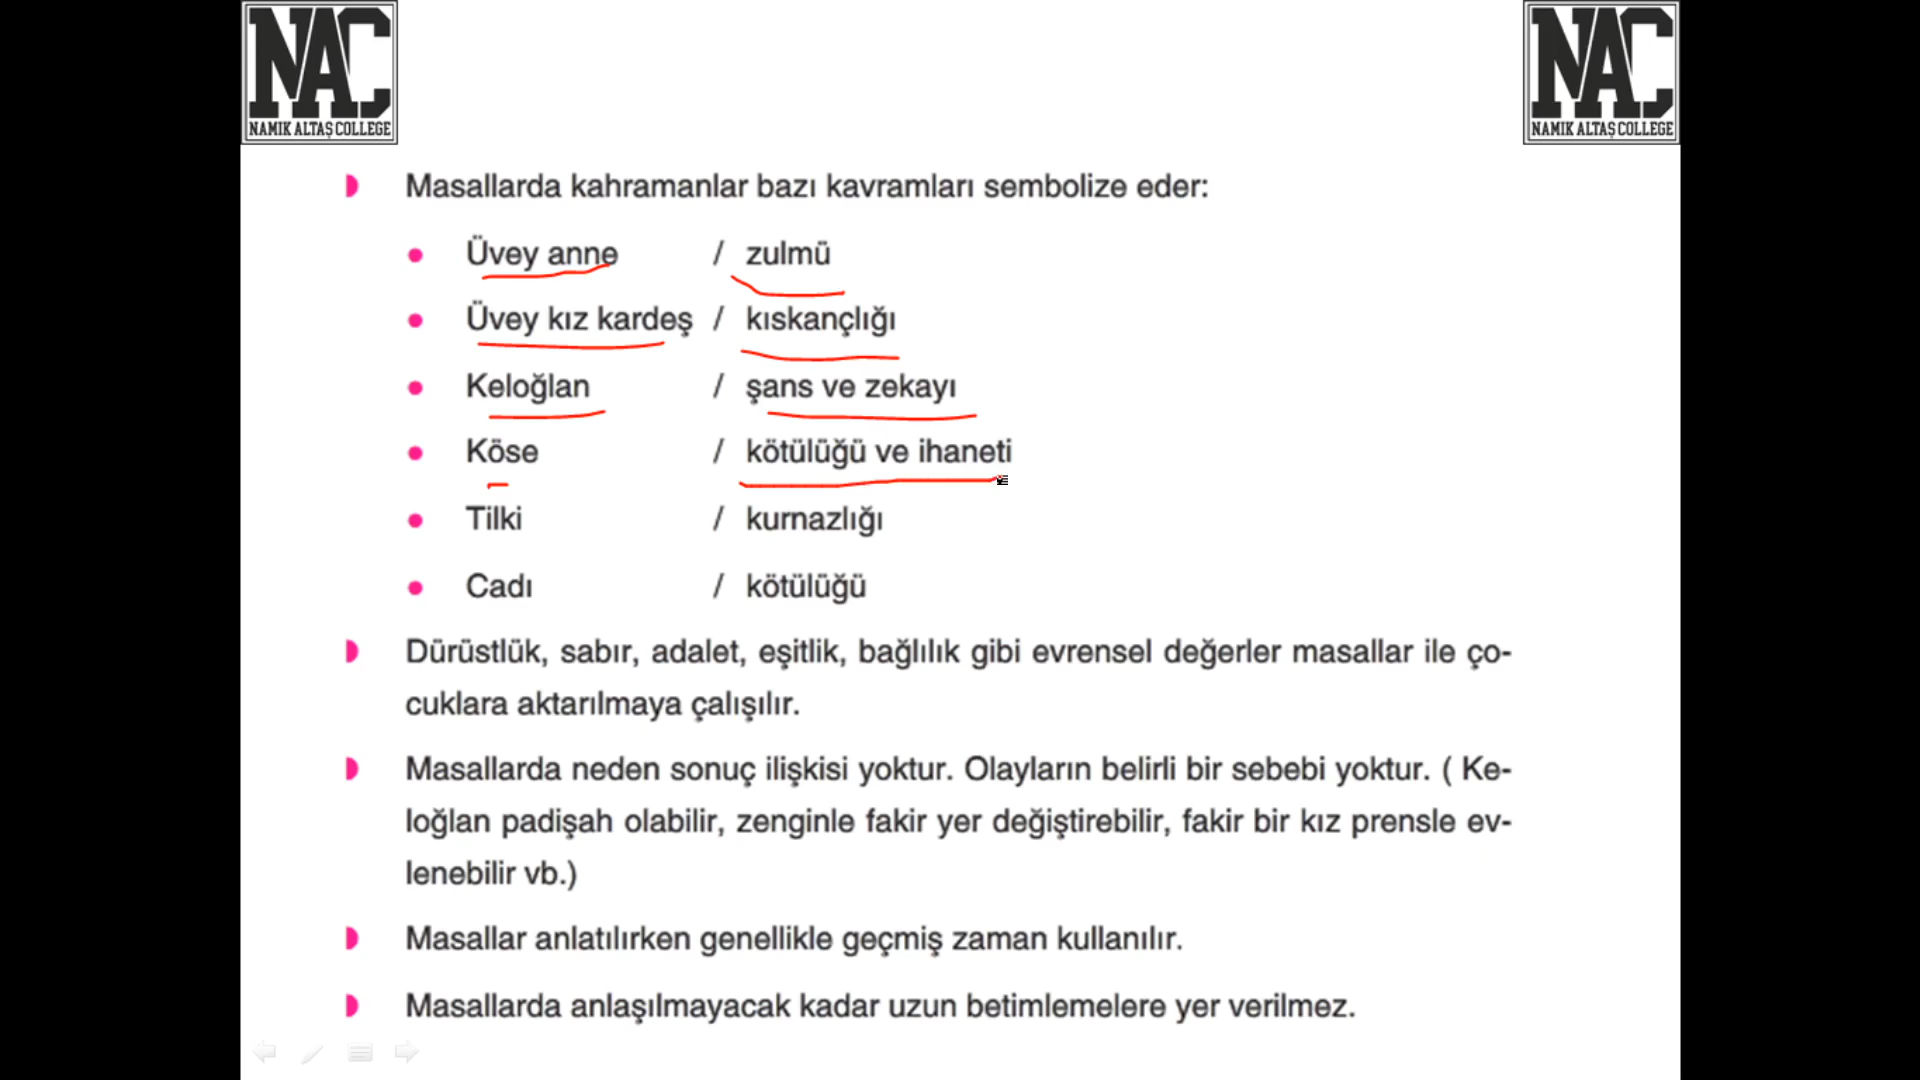 NAC
NAMIK ALTAŞ COLLEGE
NAC
NAMIK ALTAŞ COLLEGE
Masallarda kahramanlar bazı kavramları sembolize eder:
Üvey anne / zulmü
Üvey kız kardeş / kıskançlığı
Keloğlan / şans ve zekayı
Köse / kötülüğü ve ihaneti
Tilki / kurnazlığı
Cadı / kötülüğü
Dürüstlük, sabır, adalet, eşitlik, bağlılık gibi evrensel değerler masallar ile ço-
cuklara aktarılmaya çalışılır.
Masallarda neden sonuç ilişkisi yoktur. Olayların belirli bir sebebi yoktur. ( Ke-
loğlan padişah olabilir, zenginle fakir yer değiştirebilir, fakir bir kız prensle ev-
lenebilir vb.)
Masallar anlatılırken genellikle geçmiş zaman kullanılır.
Masallarda anlaşılmayacak kadar uzun betimlemelere yer verilmez.